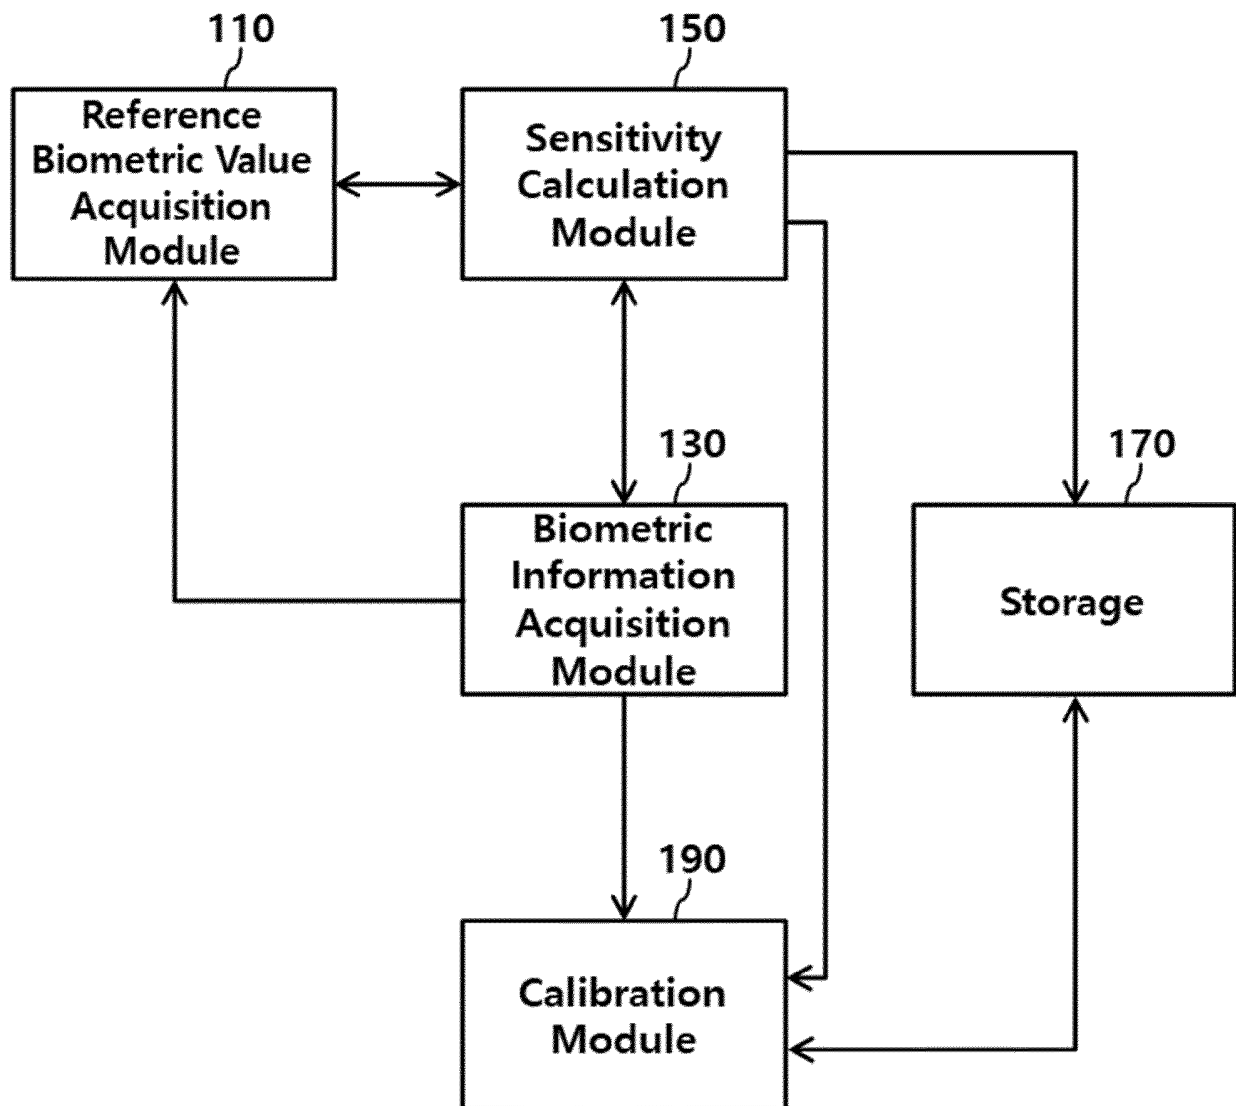 110
Reference
Biometric Value
Acquisition
Module
150
Sensitivity
Calculation
Module
130
Biometric
Information
Acquisition
Module
170
Storage
190
Calibration
Module